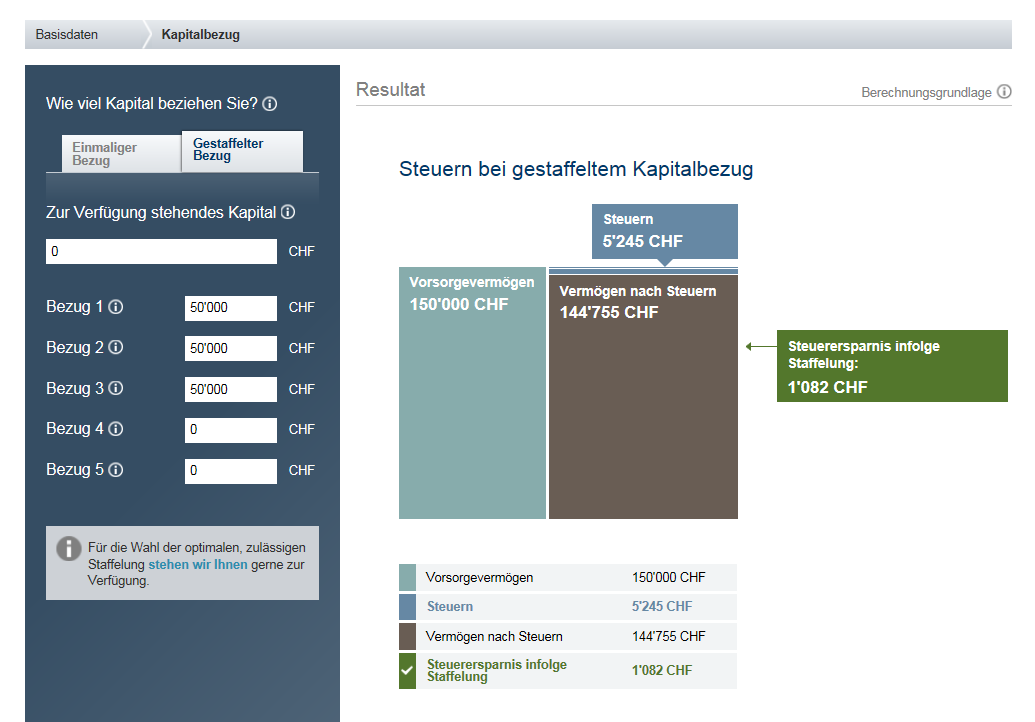 Basisdaten
Kapitalbezug
Wie viel Kapital beziehen Sie?
Einmaliger
Bezug
Gestaffelter
Bezug
Zur Verfügung stehendes Kapital
0 CHF
Bezug 1 50'000 CHF
Bezug 2 50'000 CHF
Bezug 3 50'000 CHF
Bezug 4 0 CHF
Bezug 5 0 CHF
Für die Wahl der optimalen, zulässigen
Staffelung stehen wir Ihnen gerne zur
Verfügung.
Resultat
Berechnungsgrundlage
Steuern bei gestaffeltem Kapitalbezug
Steuern
5'245 CHF
Vorsorgevermögen
150'000 CHF
Vermögen nach Steuern
144'755 CHF
Steuerersparnis infolge
Staffelung:
1'082 CHF
Vorsorgevermögen 150'000 CHF
Steuern 5'245 CHF
Vermögen nach Steuern 144'755 CHF
Steuerersparnis infolge
Staffelung 1'082 CHF